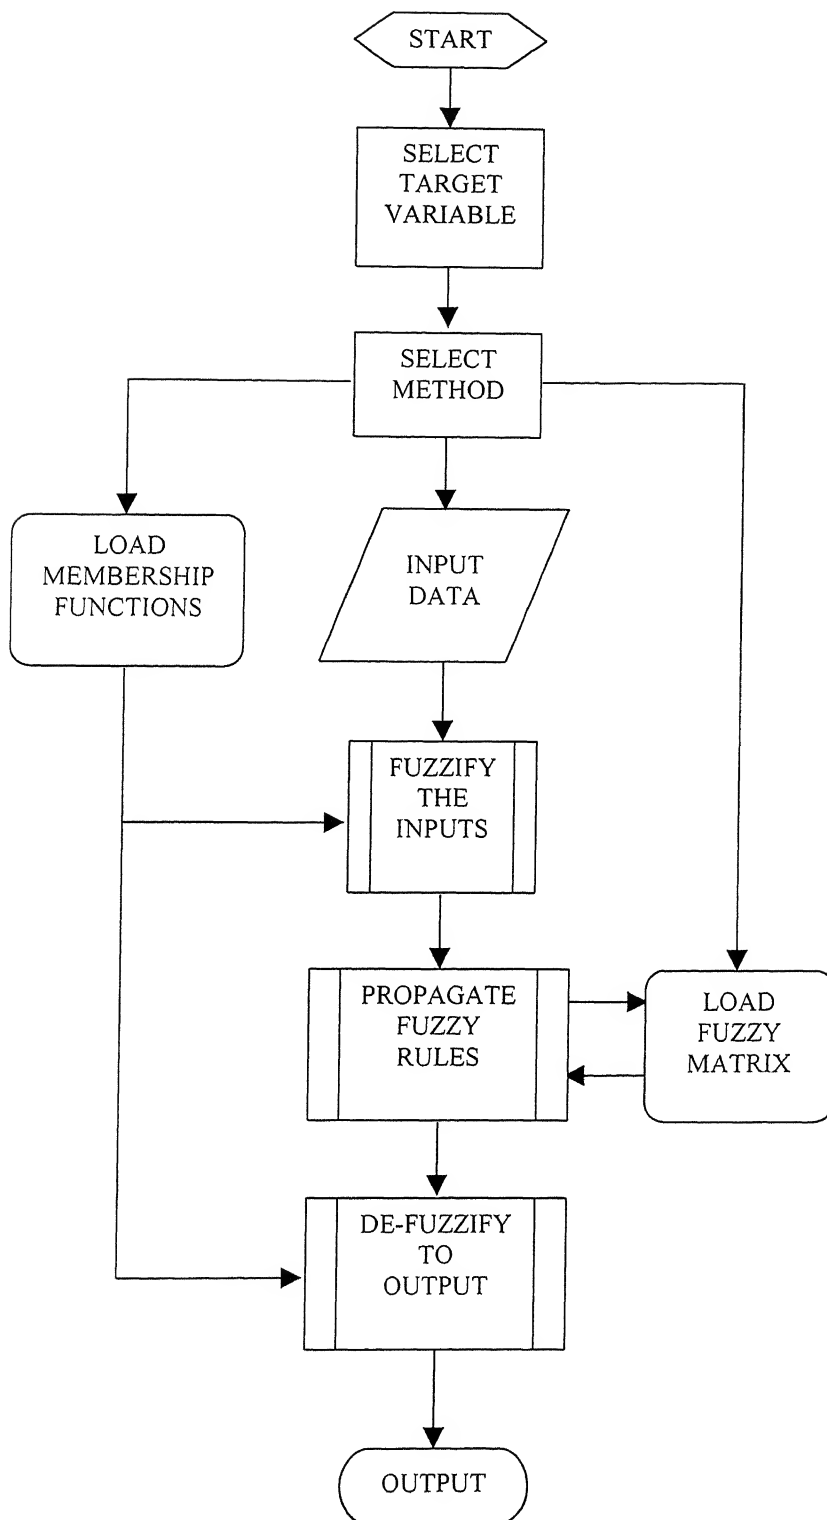 START
SELECT
TARGET
VARIABLE
SELECT
METHOD
LOAD
MEMBERSHIP
FUNCTIONS
INPUT
DATA
FUZZIFY
THE
INPUTS
PROPAGATE
FUZZY
RULES
LOAD
FUZZY
MATRIX
DE-FUZZIFY
TO
OUTPUT
OUTPUT